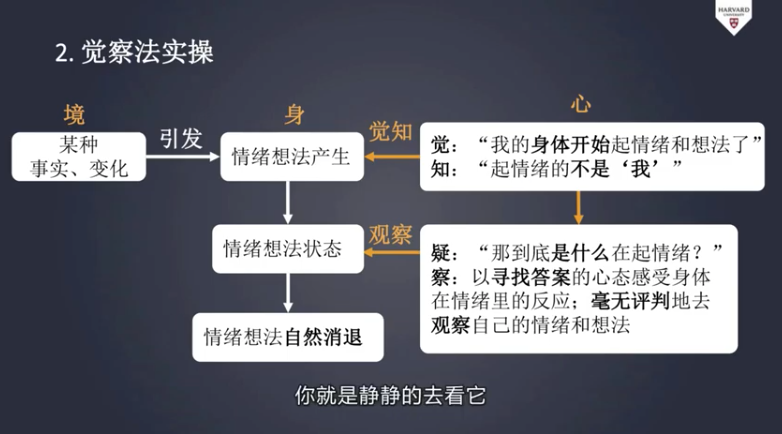 HARVARD
UNIVERSITY
2. 觉察法实操
境
身
心
某种
事实、变化
引发
情绪想法产生
觉知
觉：“我的身体开始起情绪和想法了”
知：“起情绪的不是‘我’”
情绪想法状态
观察
疑：“那到底是什么在起情绪？”
察：以寻找答案的心态感受身体
在情绪里的反应；毫无评判地去
观察自己的情绪和想法
情绪想法自然消退
你就是静静的去看它